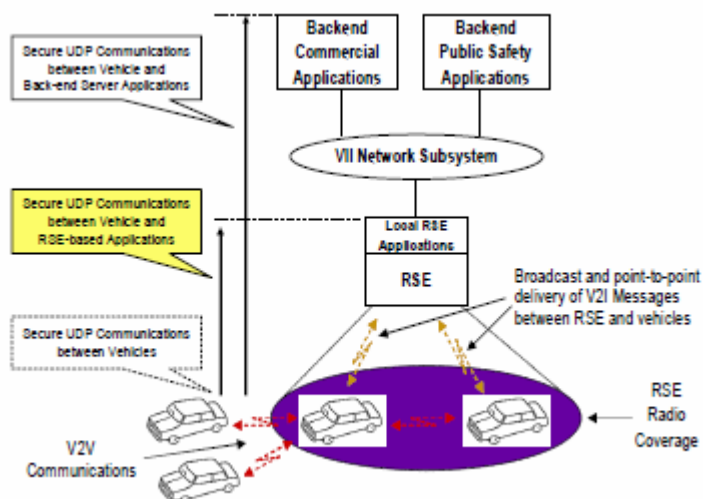 Secure UDP Communications
between Vehicle and
Back-end Server Applications
Backend
Commercial
Applications
Backend
Public Safety
Applications
VII Network Subsystem
Secure UDP Communications
between Vehicle and
RSE-based Applications
Local RSE
Applications
RSE
Broadcast and point-to-point
delivery of V2I Messages
between RSE and vehicles
Secure UDP Communications
between Vehicles
RSE
Radio
Coverage
V2V
Communications